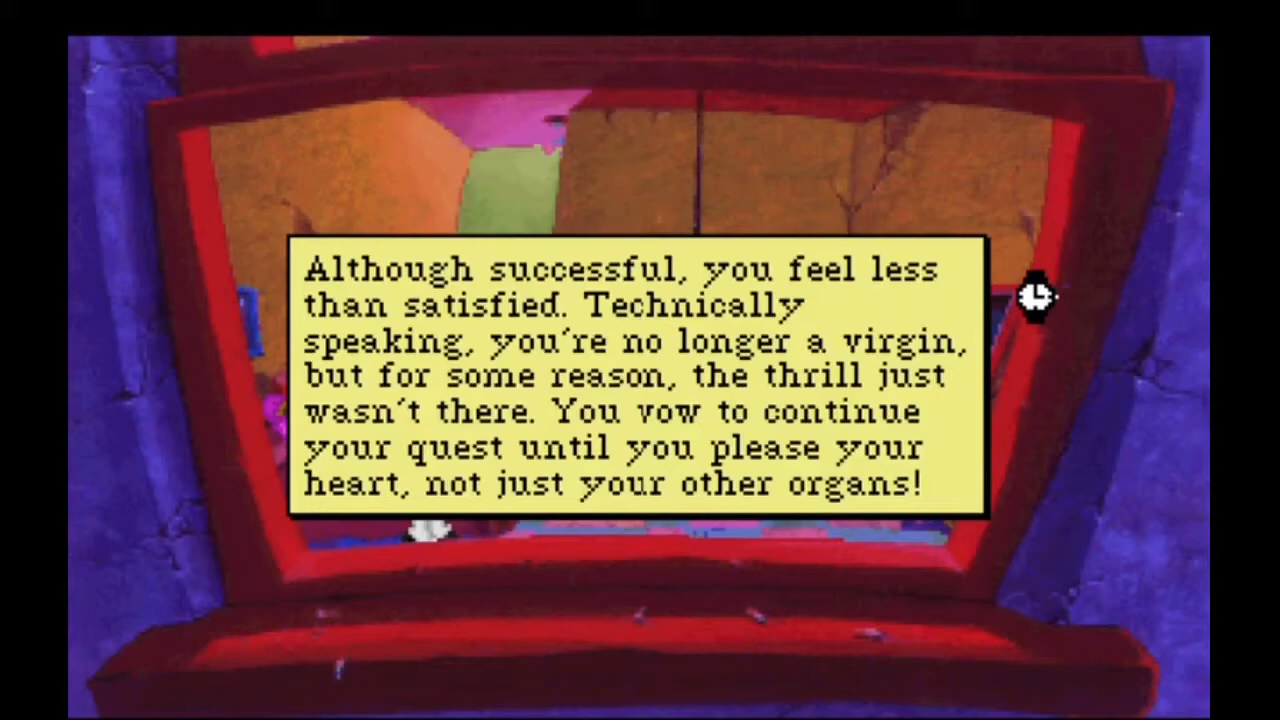 Although successful, you feel less
than satisfied. Technically
speaking, you're no longer a virgin,
but for some reason, the thrill just
wasn't there. You vow to continue
your quest until you please your
heart, not just your other organs!